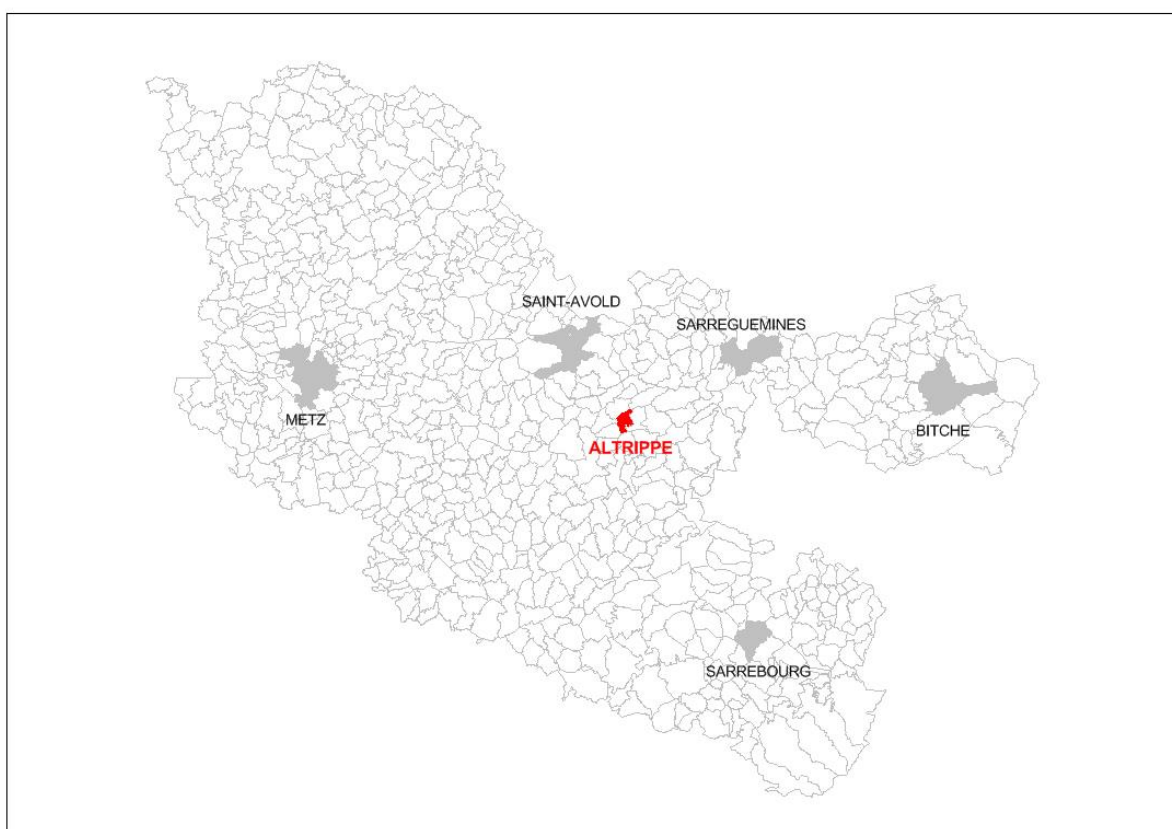 SAINT-AVOLD
SARREGUEMINES
METZ
BITCHE
ALTRIPPE
SARREBOURG